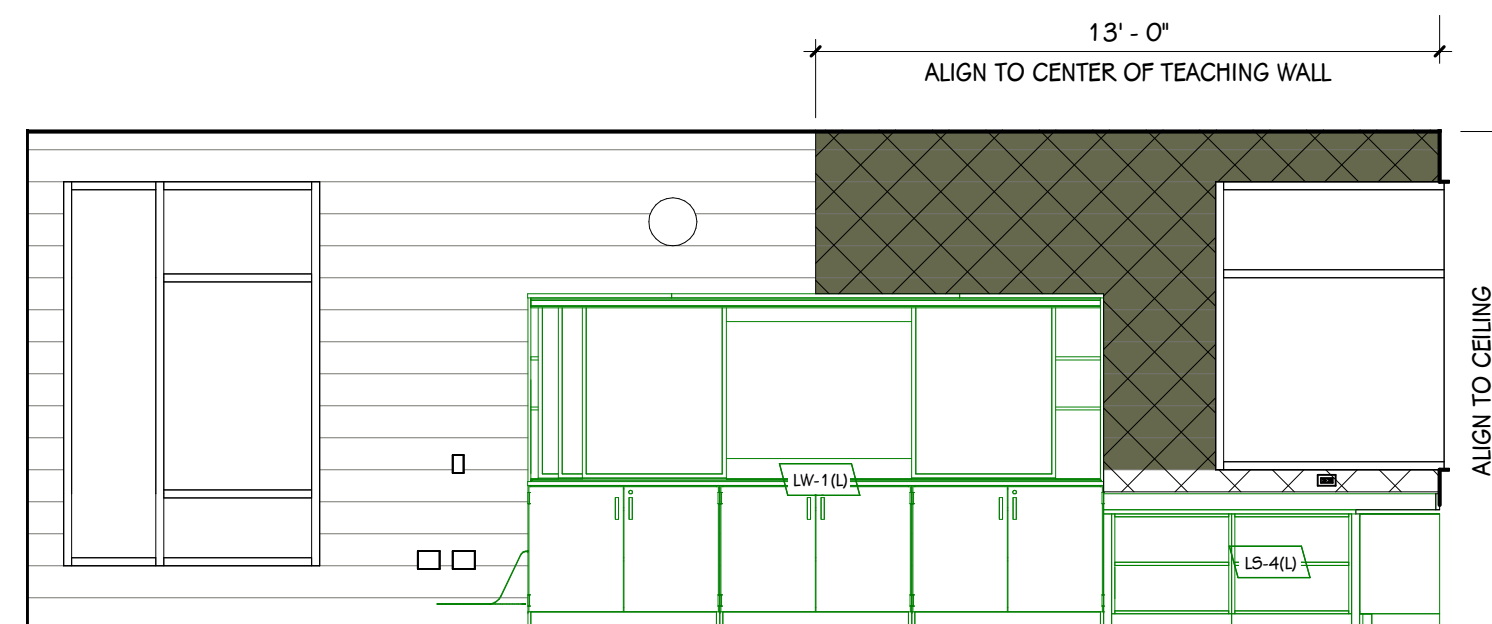 13' - 0"
ALIGN TO CENTER OF TEACHING WALL
ALIGN TO CEILING
LW-1(L)
LS-4(L)